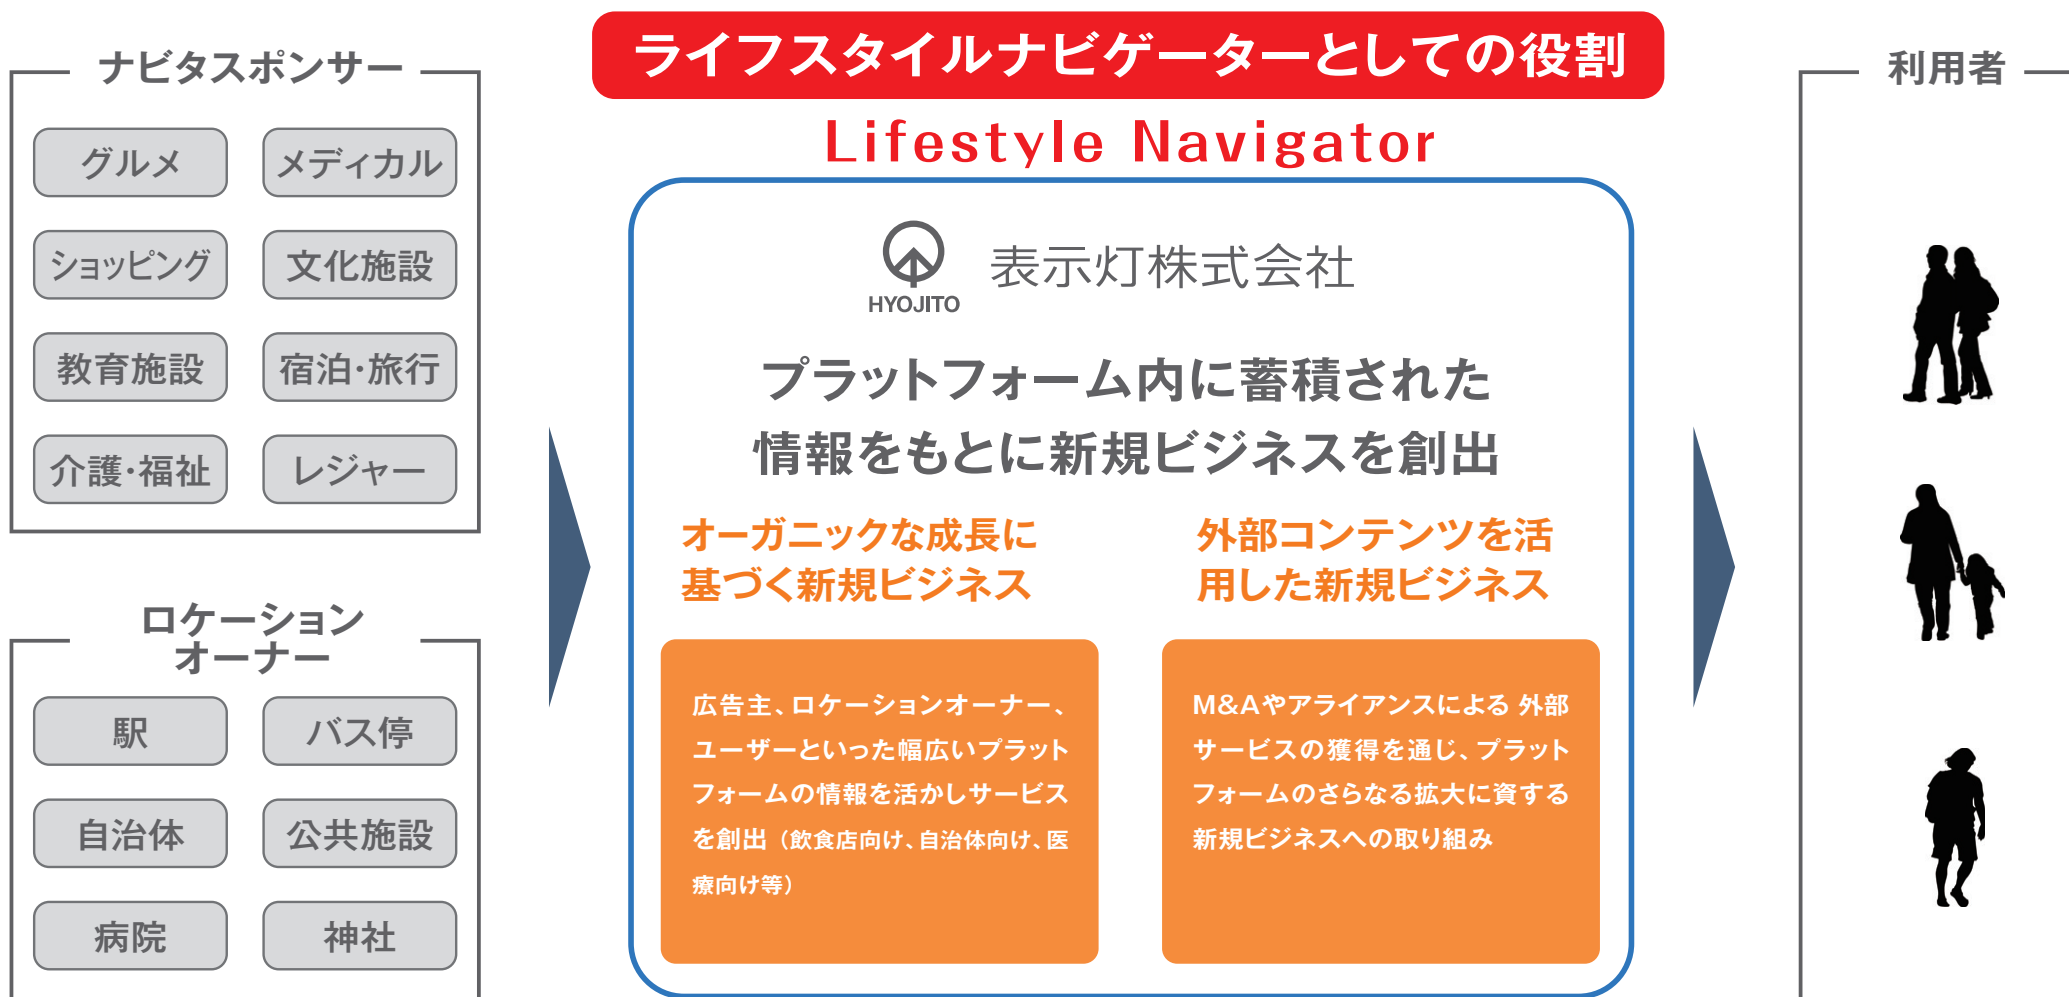 ナビタスポンサー
グルメ
メディカル
ショッピング
文化施設
教育施設
宿泊・旅行
介護・福祉
レジャー
ロケーション
オーナー
駅
バス停
自治体
公共施設
病院
神社
ライフスタイルナビゲーターとしての役割
Lifestyle Navigator
HYOJITO
表示灯株式会社
プラットフォーム内に蓄積された
情報をもとに新規ビジネスを創出
オーガニックな成長に
基づく新規ビジネス
広告主、ロケーションオーナー、
ユーザーといった幅広いプラット
フォームの情報を活かしサービス
を創出（飲食店向け、自治体向け、医
療向け等）
外部コンテンツを活
用した新規ビジネス
M&Aやアライアンスによる 外部
サービスの獲得を通じ、プラット
フォームのさらなる拡大に資する
新規ビジネスへの取り組み
利用者